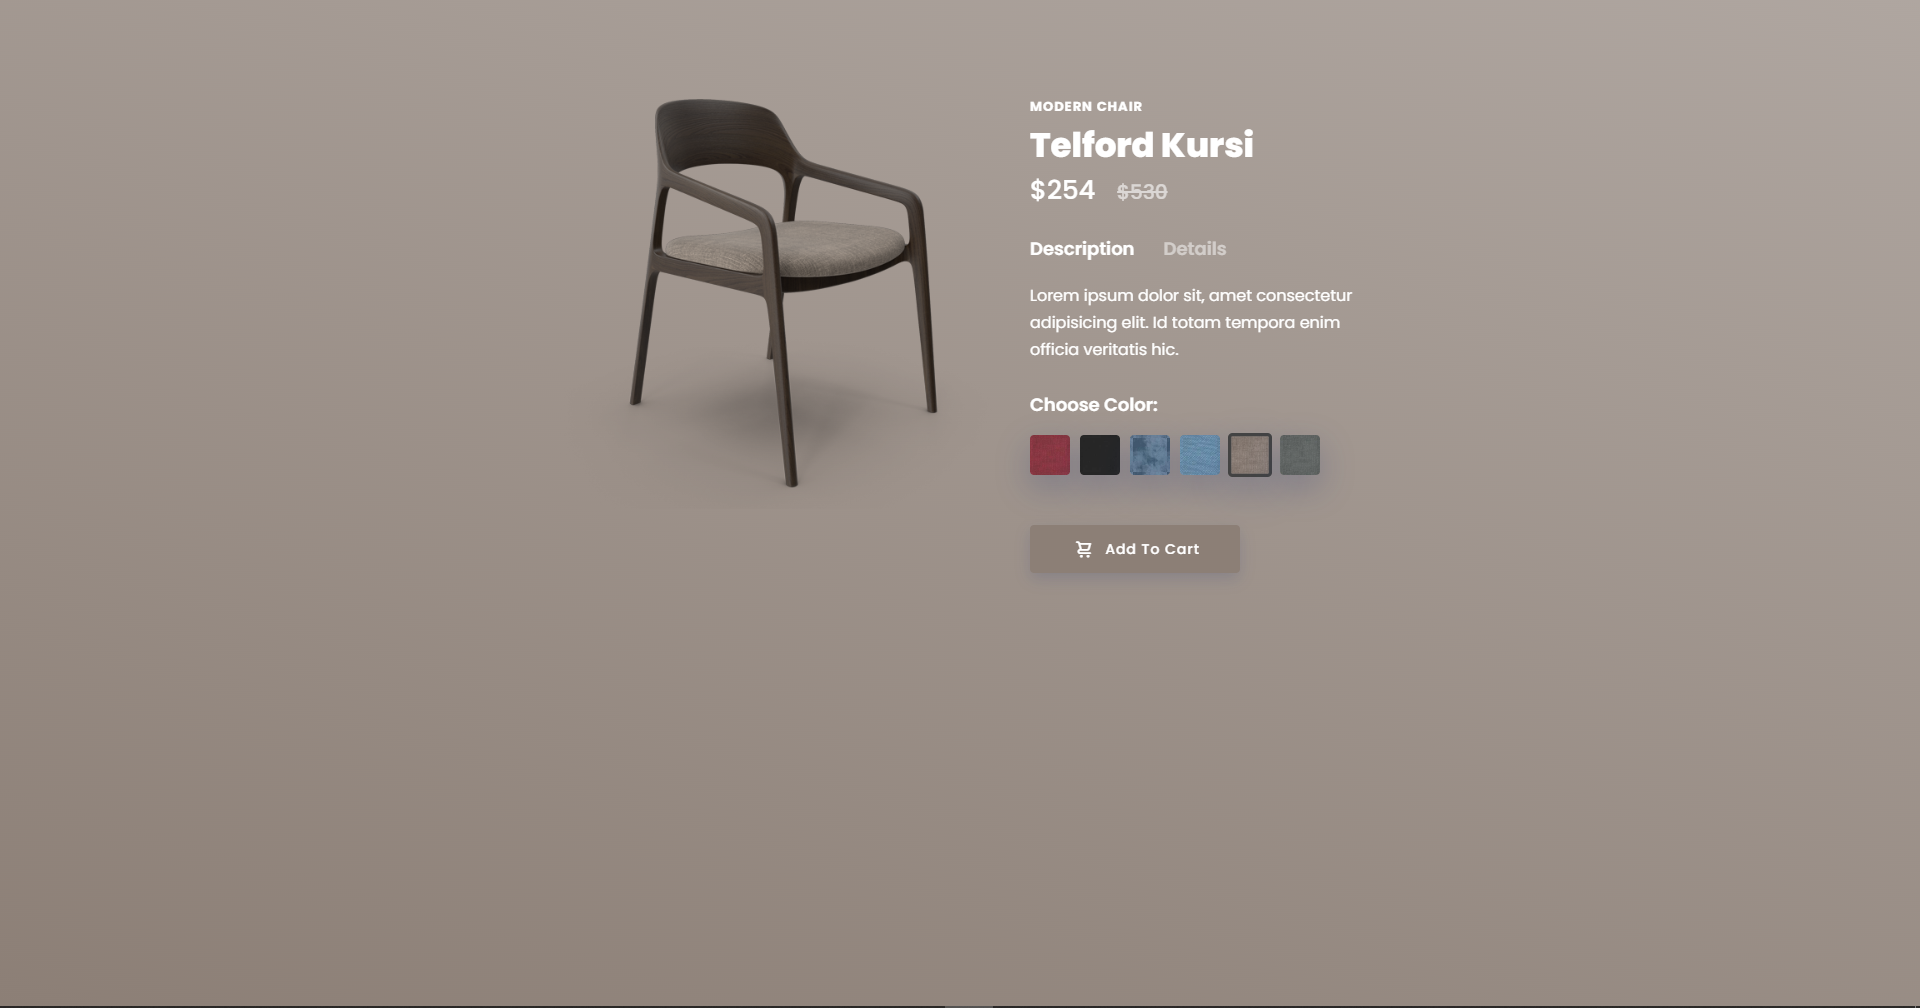 MODERN CHAIR
Telford Kursi
$254 $530
Description Details
Lorem ipsum dolor sit, amet consectetur
adipisicing elit. Id totam tempora enim
officia veritatis hic.
Choose Color:
Add To Cart